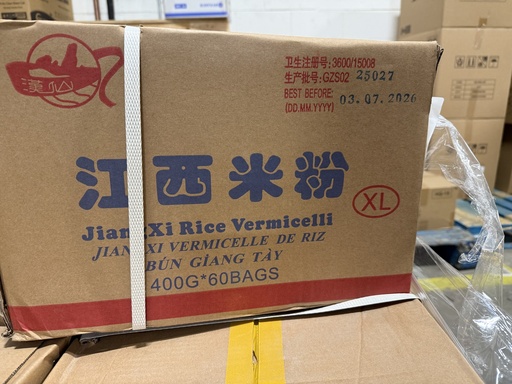 漢仙
卫生注册号: 3600/15008
生产批号: GZS02 25027
BEST BEFORE: 03.07.2026
(DD.MM.YYYY)
江西米粉
JiangXi Rice Vermicelli
XL
JIANGXI VERMICELLE DE RIZ
BÚN GIANG TÂY
400G*60BAGS